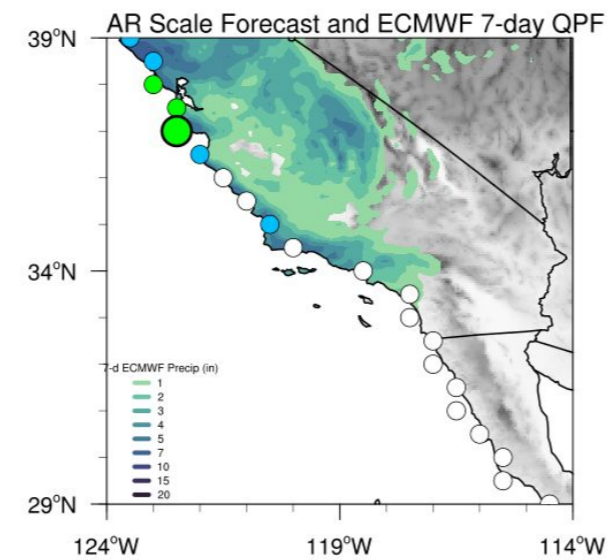 AR Scale Forecast and ECMWF 7-day QPF
39°N
34°N
7-d ECMWF Precip (in)
1
2
3
4
5
7
10
15
20
29°N
124°W 119°W 114°W